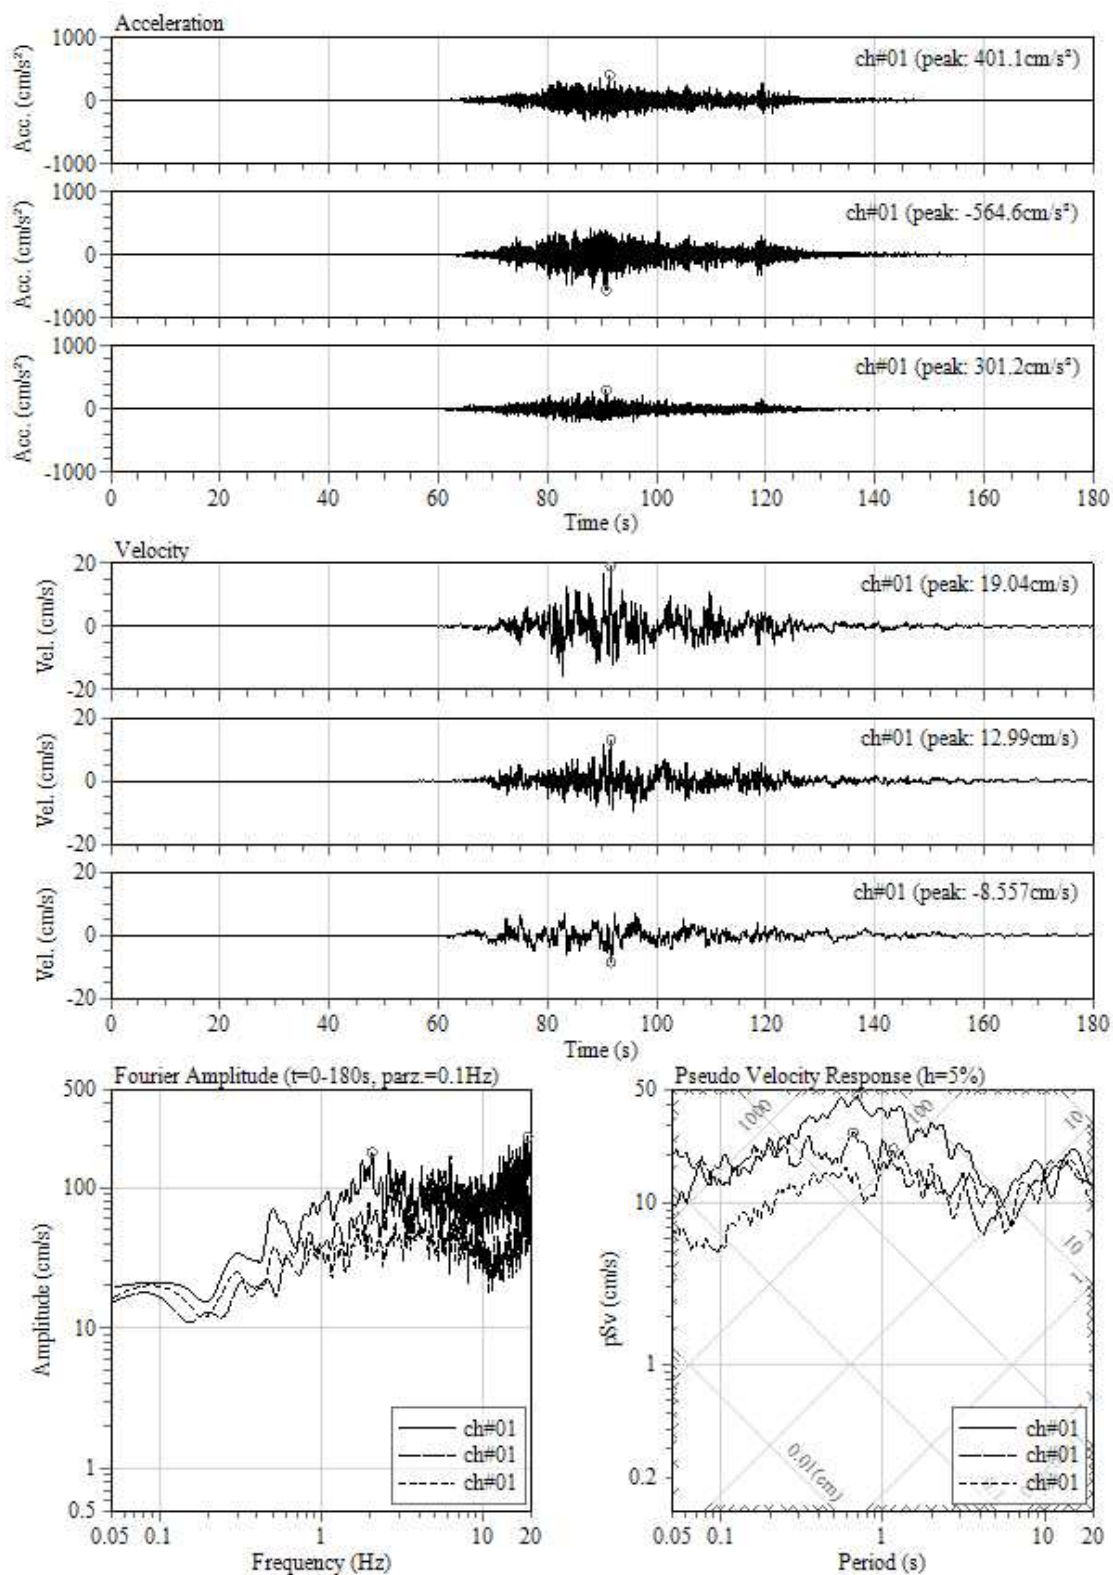 Acceleration
1000
0
-1000
Acc. (cm/s²)
ch#01 (peak: 401.1cm/s²)
1000
0
-1000
Acc. (cm/s²)
ch#01 (peak: -564.6cm/s²)
1000
0
-1000
Acc. (cm/s²)
ch#01 (peak: 301.2cm/s²)
0 20 40 60 80 100 120 140 160 180
Time (s)
Velocity
20
0
-20
Vel. (cm/s)
ch#01 (peak: 19.04cm/s)
20
0
-20
Vel. (cm/s)
ch#01 (peak: 12.99cm/s)
20
0
-20
Vel. (cm/s)
ch#01 (peak: -8.557cm/s)
0 20 40 60 80 100 120 140 160 180
Time (s)
Fourier Amplitude (t=0-180s, parz.=0.1Hz)
500
100
10
1
0.5
Amplitude (cm/s)
ch#01
ch#01
ch#01
0.05 0.1 1 10 20
Frequency (Hz)
Pseudo Velocity Response (h=5%)
50
10
1
0.2
pSv (cm/s)
1000
100
10
10
1
0.01(cm)
ch#01
ch#01
ch#01
0.05 0.1 1 10 20
Period (s)